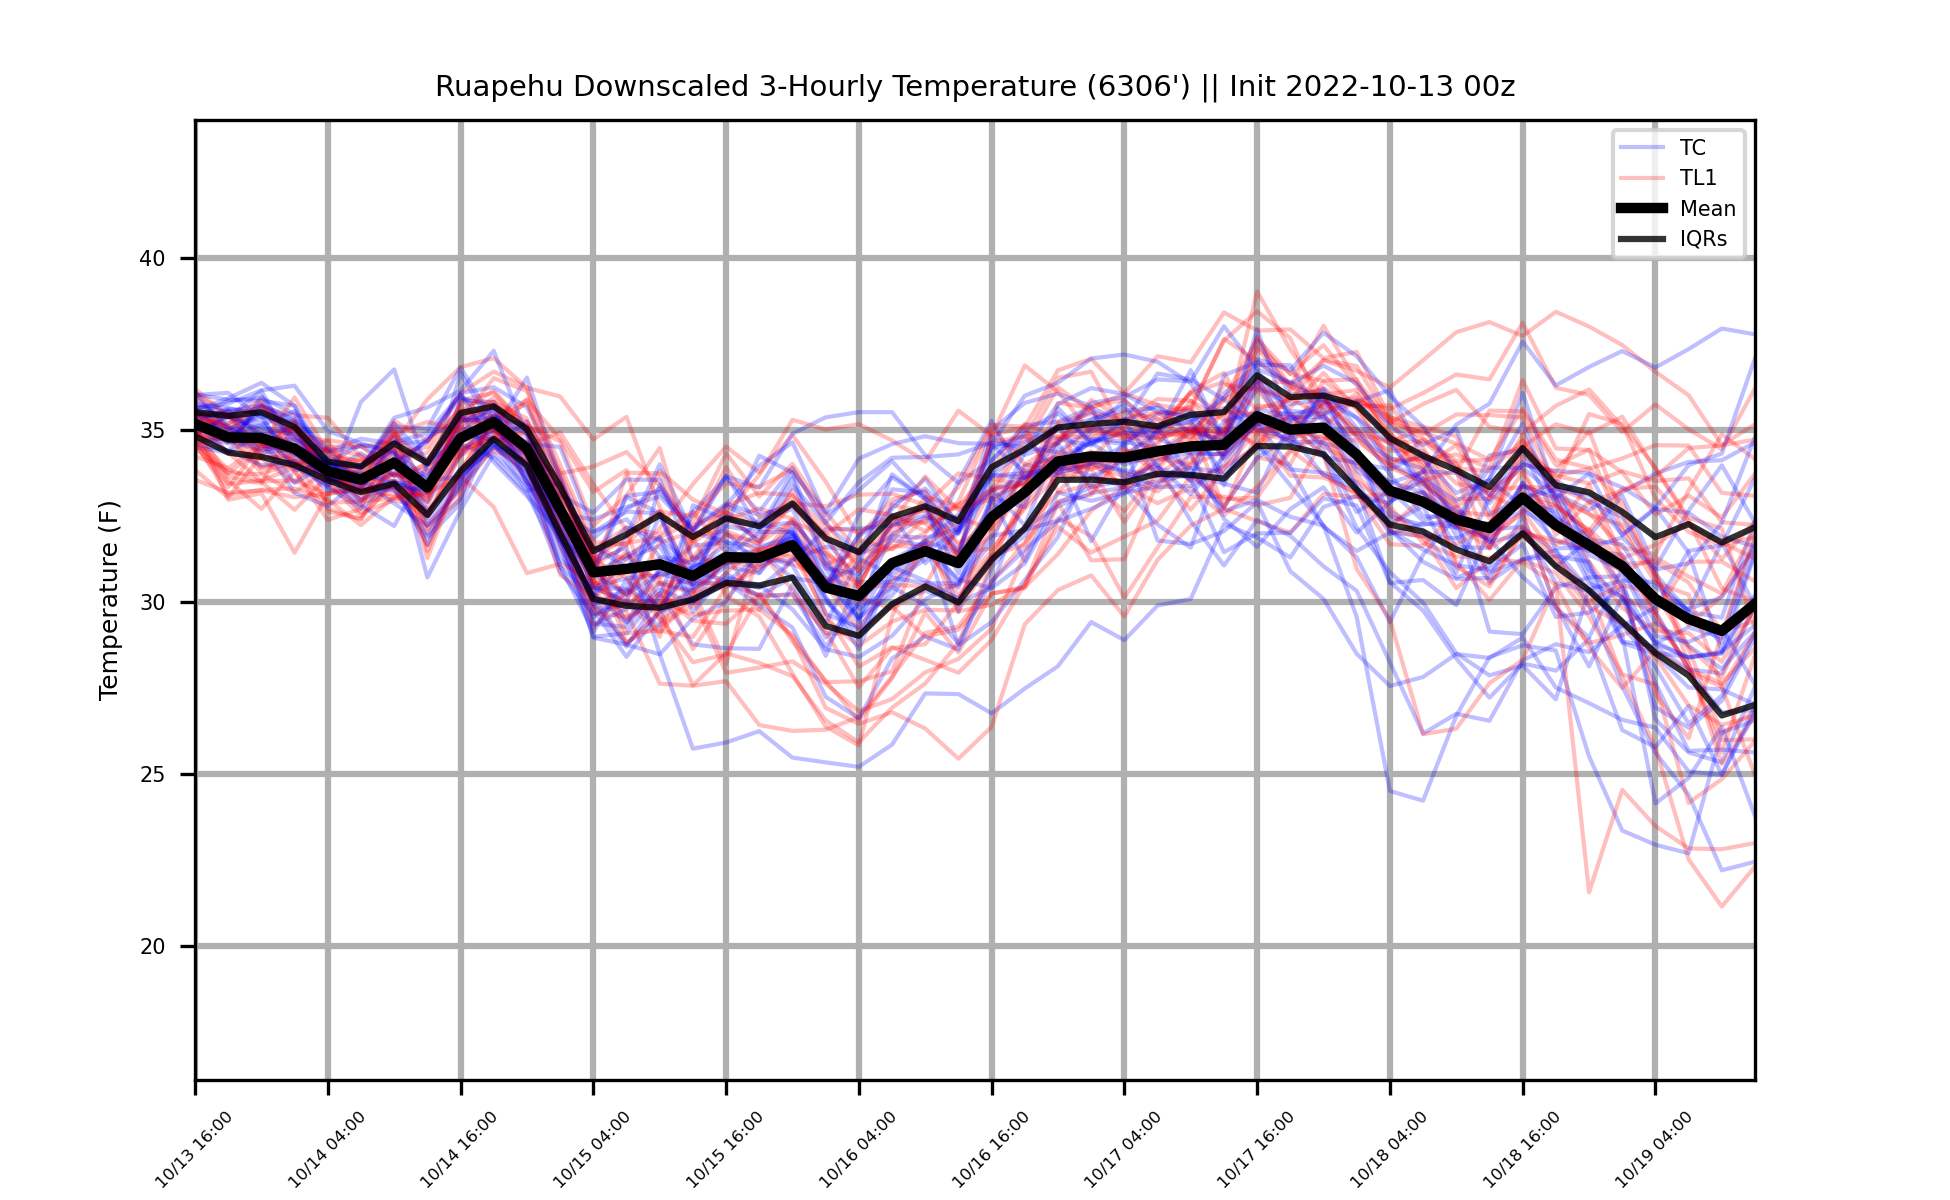 Ruapehu Downscaled 3-Hourly Temperature (6306') || Init 2022-10-13 00z
TC
TL1
Mean
IQRs
Temperature (F)
40
35
30
25
20
10/13 16:00
10/14 04:00
10/14 16:00
10/15 04:00
10/15 16:00
10/16 04:00
10/16 16:00
10/17 04:00
10/17 16:00
10/18 04:00
10/18 16:00
10/19 04:00